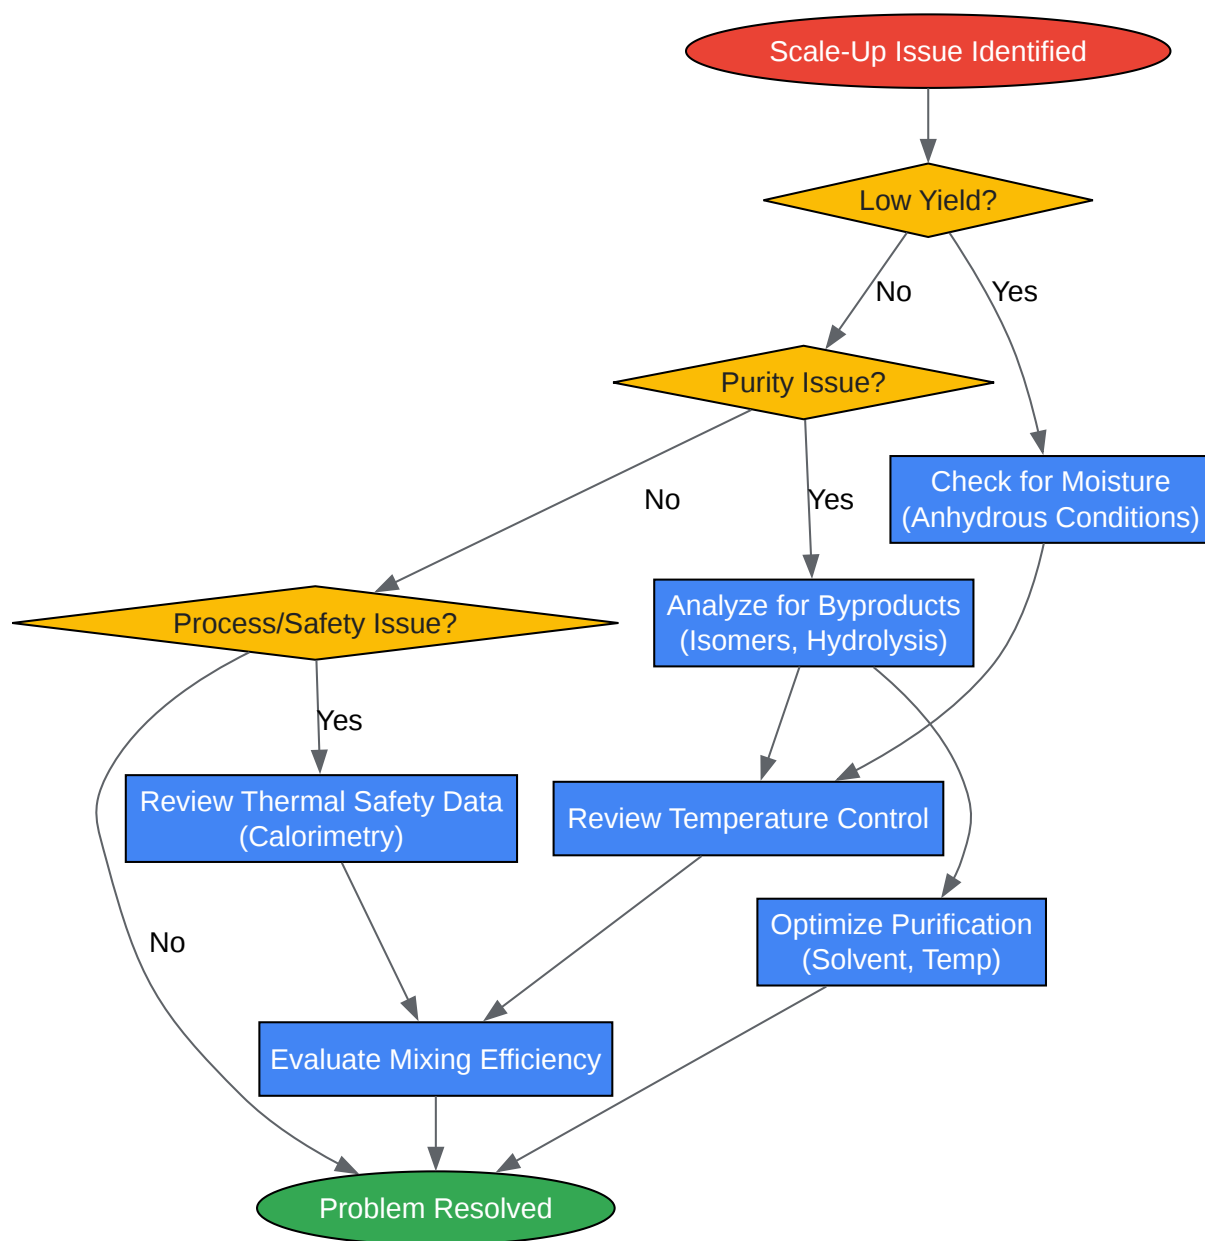 Scale-Up Issue Identified
Low Yield?
No
Yes
Purity Issue?
Check for Moisture
(Anhydrous Conditions)
No
Yes
Analyze for Byproducts
(Isomers, Hydrolysis)
Process/Safety Issue?
Yes
Review Thermal Safety Data
(Calorimetry)
Review Temperature Control
Optimize Purification
(Solvent, Temp)
No
Evaluate Mixing Efficiency
Problem Resolved